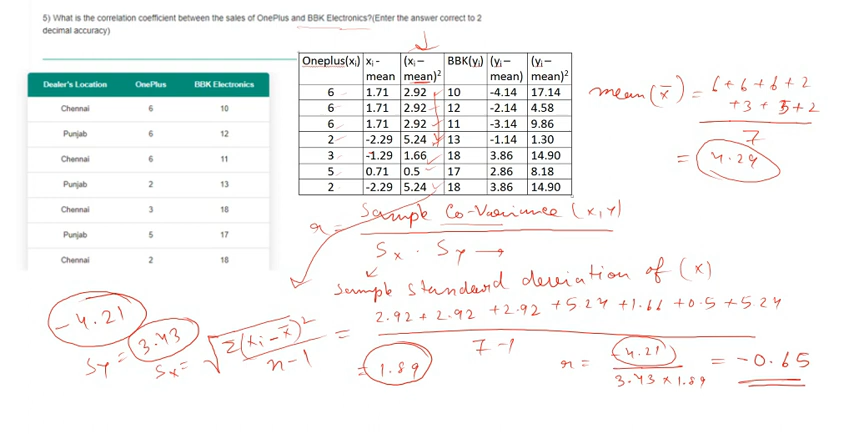 5) What is the correlation coefficient between the sales of OnePlus and BBK Electronics?(Enter the answer correct to 2
decimal accuracy)
Dealer's Location OnePlus BBK Electronics
Chennai 6 10
Punjab 6 12
Chennai 6 11
Punjab 2 13
Chennai 3 18
Punjab 5 17
Chennai 2 18
Oneplus(xᵢ) xᵢ - mean (xᵢ – mean)² BBK(yᵢ) (yᵢ – mean) (yᵢ – mean)²
6 1.71 2.92 10 -4.14 17.14
6 1.71 2.92 12 -2.14 4.58
6 1.71 2.92 11 -3.14 9.86
2 -2.29 5.24 13 -1.14 1.30
3 -1.29 1.66 18 3.86 14.90
5 0.71 0.5 17 2.86 8.18
2 -2.29 5.24 18 3.86 14.90
mean (x̄) = 6+6+6+2
+3+5+2
7
= 4.29
r = Sample Co-Variance (x,y)
Sx . Sy
Sample standard deviation of (x)
2.92 + 2.92 + 2.92 + 5.24 + 1.66 + 0.5 + 5.24
7-1
-4.21
Sy = 3.43
Sx = √ Σ(xi - x̄)² =
n-1
= 1.89
r = -4.21 = -0.65
3.43 x 1.89